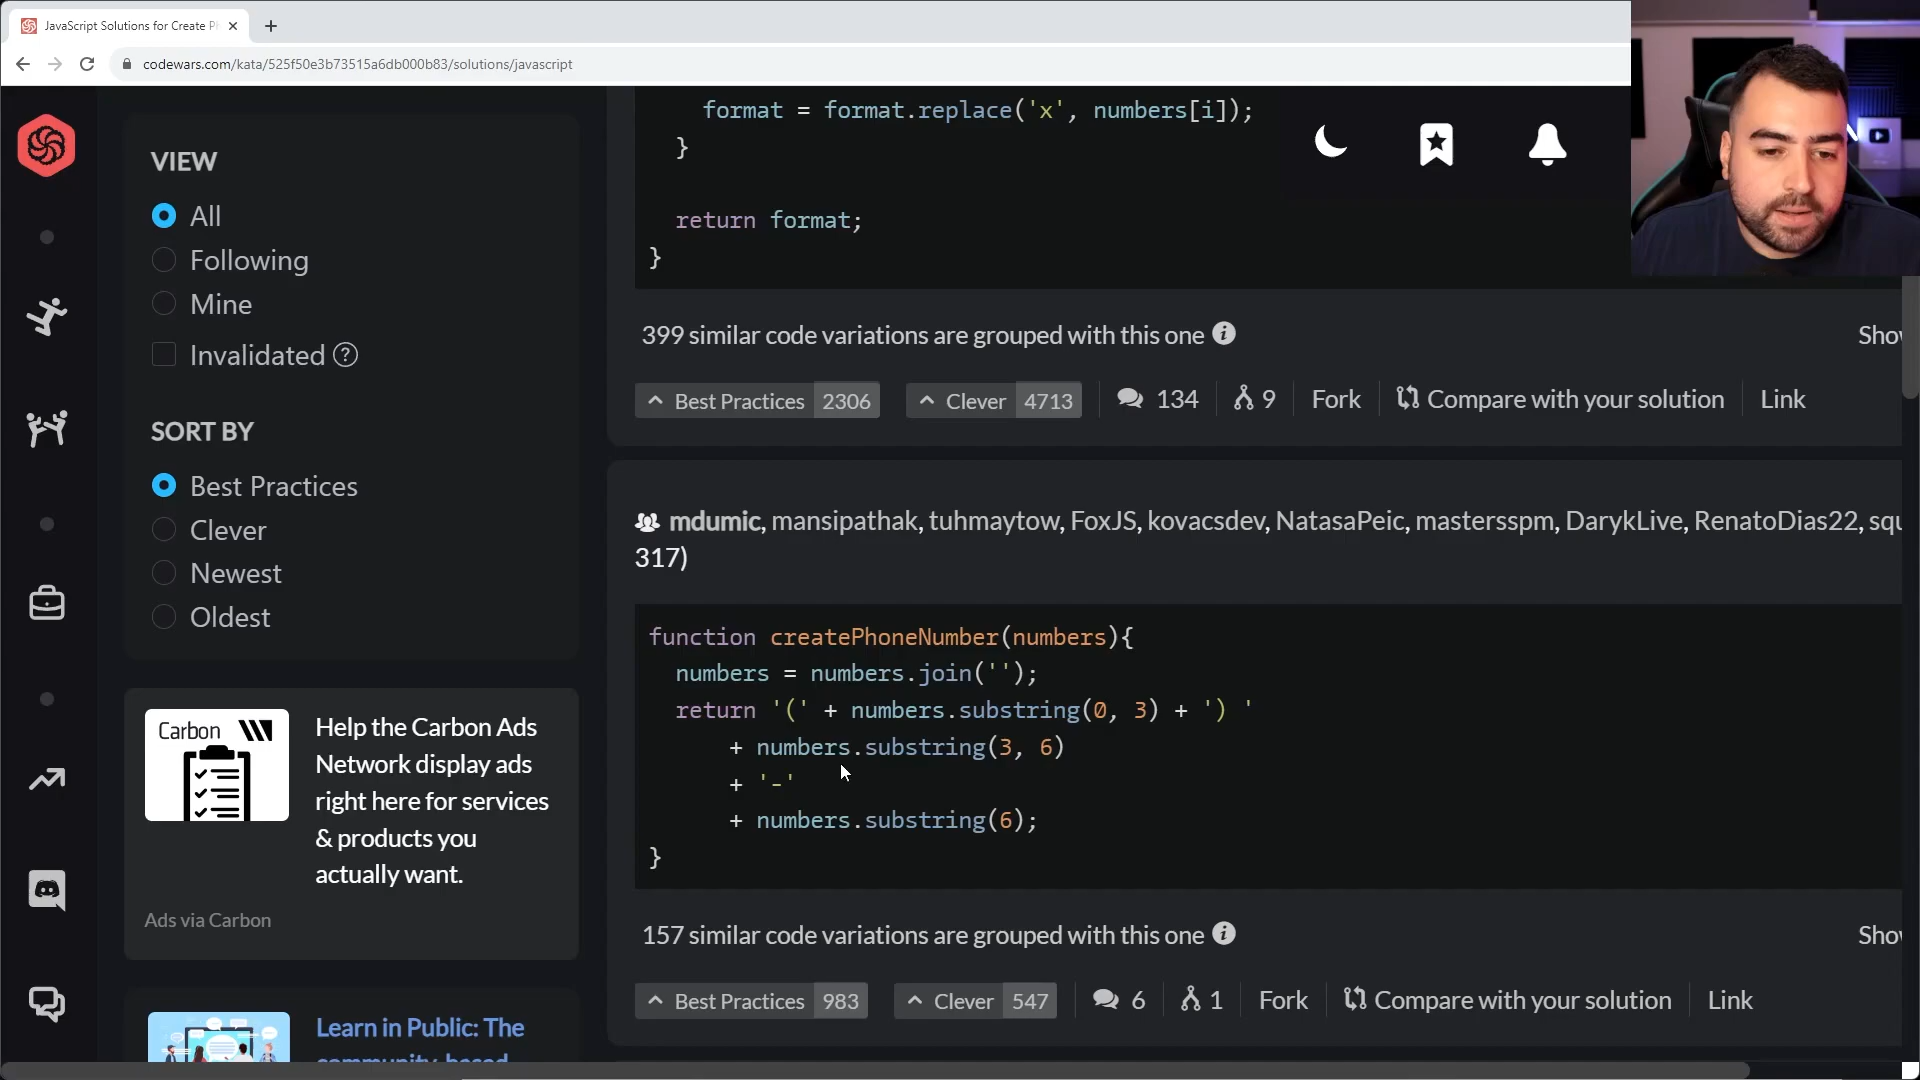 JavaScript Solutions for Create P
codewars.com/kata/525f50e3b73515a6db000b83/solutions/javascript
VIEW
All
Following
Mine
Invalidated ?
SORT BY
Best Practices
Clever
Newest
Oldest
Carbon
Help the Carbon Ads
Network display ads
right here for services
& products you
actually want.
Ads via Carbon
Learn in Public: The
community-based
format = format.replace('x', numbers[i]);
}
return format;
}
399 similar code variations are grouped with this one
Show
Best Practices 2306 Clever 4713 134 9 Fork Compare with your solution Link
mdumic, mansipathak, tuhmaytow, FoxJS, kovacsdev, NatasaPeic, mastersspm, DarykLive, RenatoDias22, squ
317)
function createPhoneNumber(numbers){
numbers = numbers.join('');
return '(' + numbers.substring(0, 3) + ') '
+ numbers.substring(3, 6)
+ '-'
+ numbers.substring(6);
}
157 similar code variations are grouped with this one
Show
Best Practices 983 Clever 547 6 1 Fork Compare with your solution Link